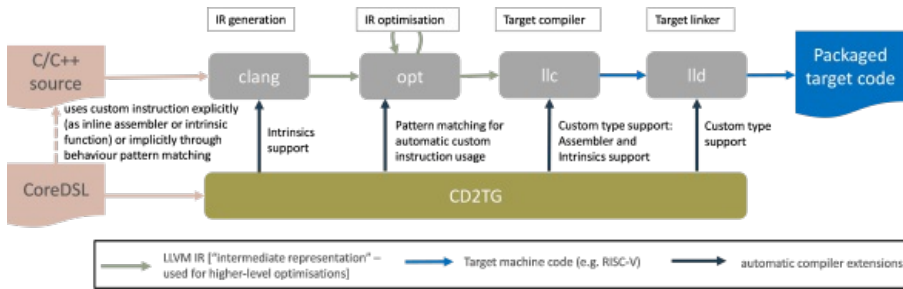 IR generation
IR optimisation
Target compiler
Target linker
C/C++
source
clang
opt
llc
lld
Packaged
target code
uses custom instruction explicitly
(as inline assembler or intrinsic
function) or implicitly through
behaviour pattern matching
Intrinsics
support
Pattern matching for
automatic custom
instruction usage
Custom type support:
Assembler and
Intrinsics support
Custom type
support
CoreDSL
CD2TG
LLVM IR ["intermediate representation" –
used for higher-level optimisations]
Target machine code (e.g. RISC-V)
automatic compiler extensions